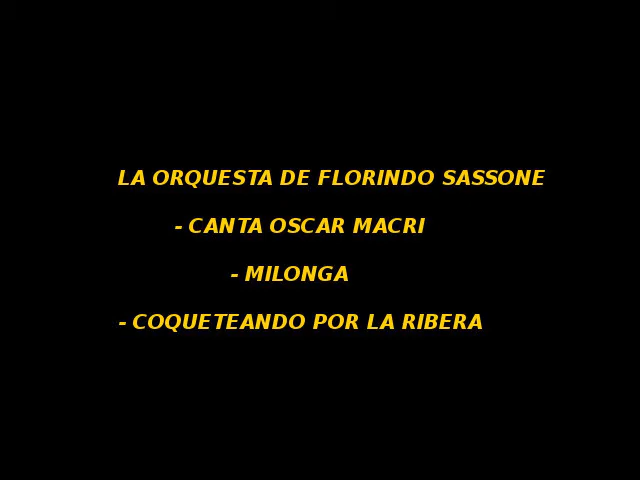 LA ORQUESTA DE FLORINDO SASSONE
- CANTA OSCAR MACRI
- MILONGA
- COQUETEANDO POR LA RIBERA